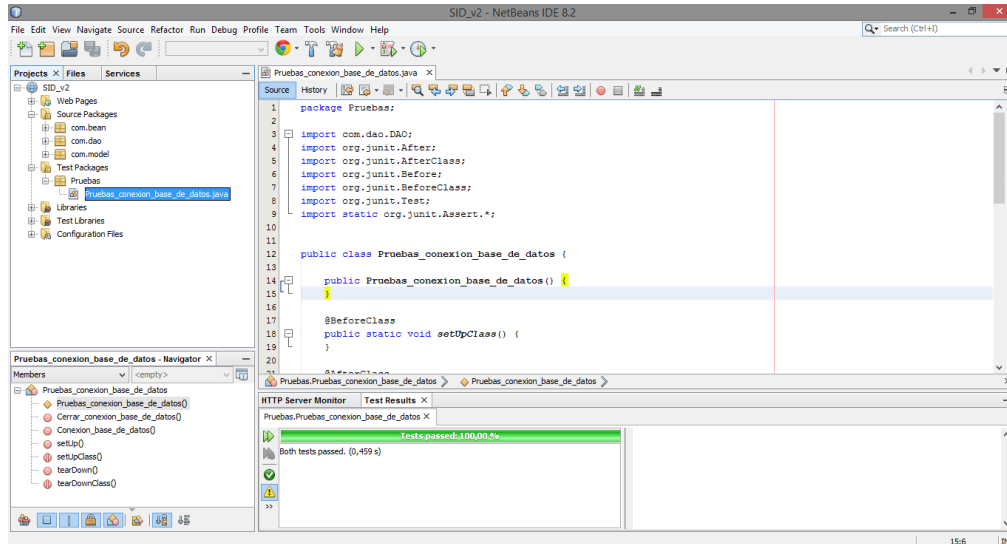 SID_v2 - NetBeans IDE 8.2
File Edit View Navigate Source Refactor Run Debug Profile Team Tools Window Help
Search (Ctrl+I)
Projects Files Services
SID_v2
Web Pages
Source Packages
com.bean
com.dao
com.model
Test Packages
Pruebas
Pruebas_conexion_base_de_datos.java
Libraries
Test Libraries
Configuration Files
Pruebas_conexion_base_de_datos.java
Source History
1 package Pruebas;
2
3 import com.dao.DAO;
4 import org.junit.After;
5 import org.junit.AfterClass;
6 import org.junit.Before;
7 import org.junit.BeforeClass;
8 import org.junit.Test;
9 import static org.junit.Assert.*;
10
11
12 public class Pruebas_conexion_base_de_datos {
13
14 public Pruebas_conexion_base_de_datos() {
15 }
16
17 @BeforeClass
18 public static void setUpClass() {
19 }
20
21 @AfterClass
Pruebas.Pruebas_conexion_base_de_datos Pruebas_conexion_base_de_datos
Pruebas_conexion_base_de_datos - Navigator
Members <empty>
Pruebas_conexion_base_de_datos
Pruebas_conexion_base_de_datos()
Cerrar_conexion_base_de_datos()
Conexion_base_de_datos()
setUp()
setUpClass()
tearDown()
tearDownClass()
HTTP Server Monitor Test Results
Pruebas.Pruebas_conexion_base_de_datos
Tests passed: 100,00 %
Both tests passed. (0,459 s)
15:6